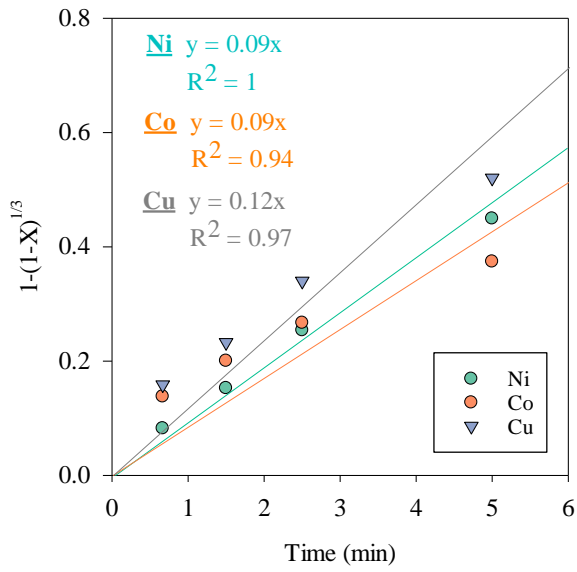 0.8
Ni y = 0.09x
R² = 1
Co y = 0.09x
R² = 0.94
Cu y = 0.12x
R² = 0.97
0.6
0.4
0.2
0.0
1-(1-X)^1/3
Ni
Co
Cu
0 1 2 3 4 5 6
Time (min)